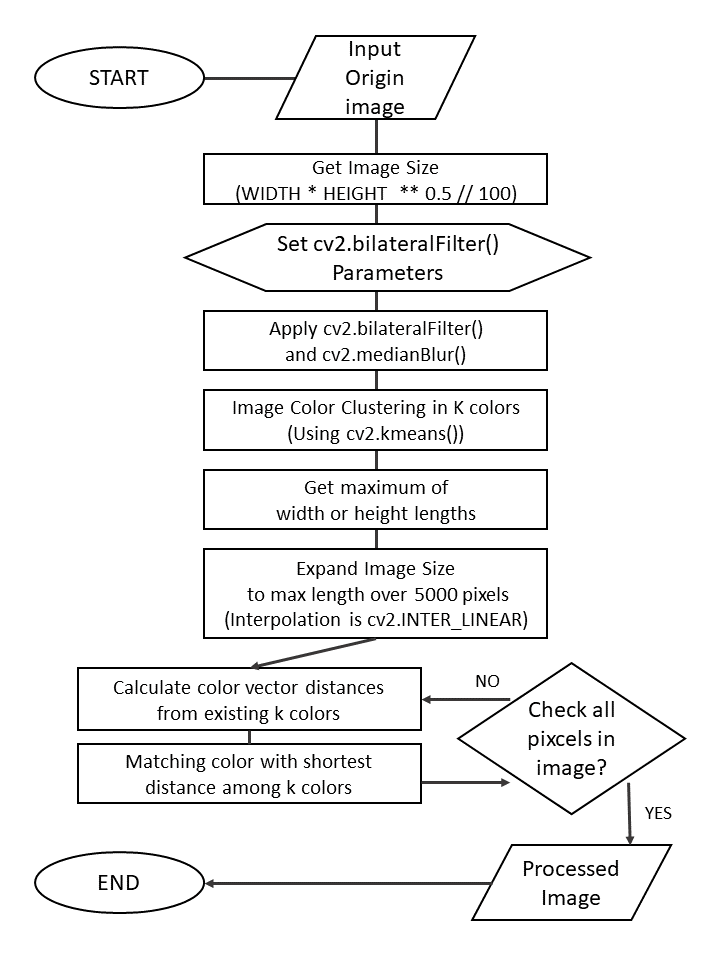 START
Input
Origin
image
Get Image Size
(WIDTH * HEIGHT ** 0.5 // 100)
Set cv2.bilateralFilter()
Parameters
Apply cv2.bilateralFilter()
and cv2.medianBlur()
Image Color Clustering in K colors
(Using cv2.kmeans())
Get maximum of
width or height lengths
Expand Image Size
to max length over 5000 pixels
(Interpolation is cv2.INTER_LINEAR)
Calculate color vector distances
from existing k colors
NO
Check all
pixcels in
image?
Matching color with shortest
distance among k colors
YES
Processed
Image
END